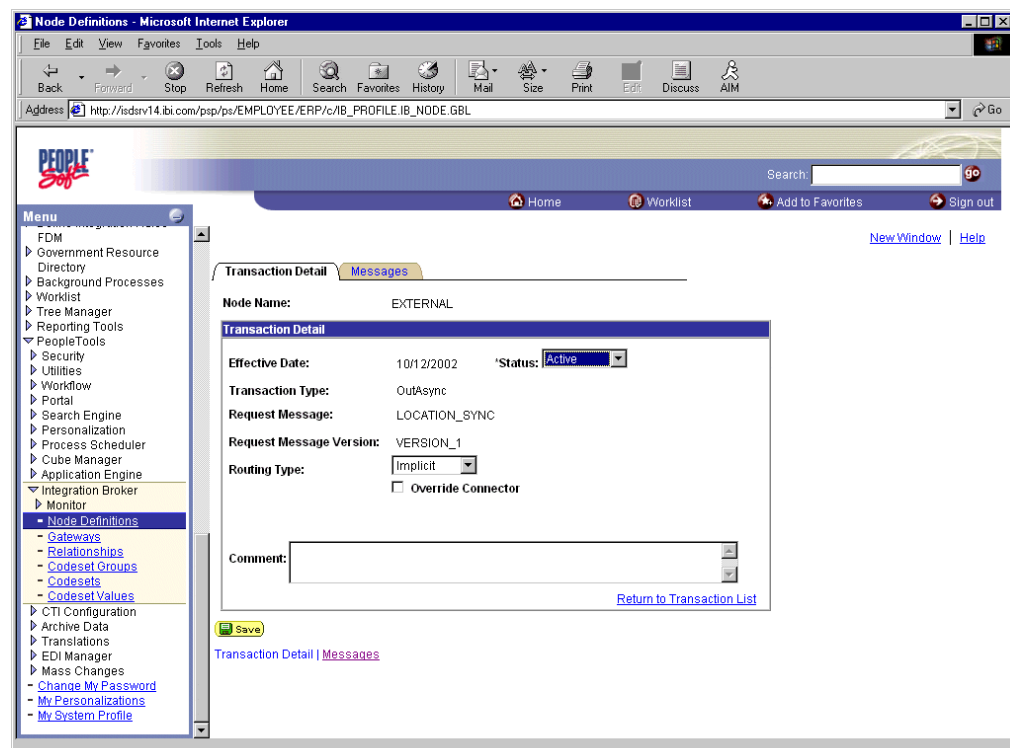 Node Definitions - Microsoft Internet Explorer
File Edit View Favorites Tools Help
Back Forward Stop Refresh Home Search Favorites History Mail Size Print Edit Discuss AIM
Address http://isdsrv14.ibi.com/psp/ps/EMPLOYEE/ERP/c/IB_PROFILE.IB_NODE.GBL Go
PEOPLE
Soft
Search: go
Home Worklist Add to Favorites Sign out
Menu
FDM
Government Resource
Directory
Background Processes
Worklist
Tree Manager
Reporting Tools
PeopleTools
Security
Utilities
Workflow
Portal
Search Engine
Personalization
Process Scheduler
Cube Manager
Application Engine
Integration Broker
Monitor
- Node Definitions
- Gateways
- Relationships
- Codeset Groups
- Codesets
- Codeset Values
CTI Configuration
Archive Data
Translations
EDI Manager
Mass Changes
- Change My Password
- My Personalizations
- My System Profile
New Window | Help
Transaction Detail Messages
Node Name: EXTERNAL
Transaction Detail
Effective Date: 10/12/2002 *Status: Active
Transaction Type: OutAsync
Request Message: LOCATION_SYNC
Request Message Version: VERSION_1
Routing Type: Implicit
Override Connector
Comment:
Return to Transaction List
Save
Transaction Detail | Messages